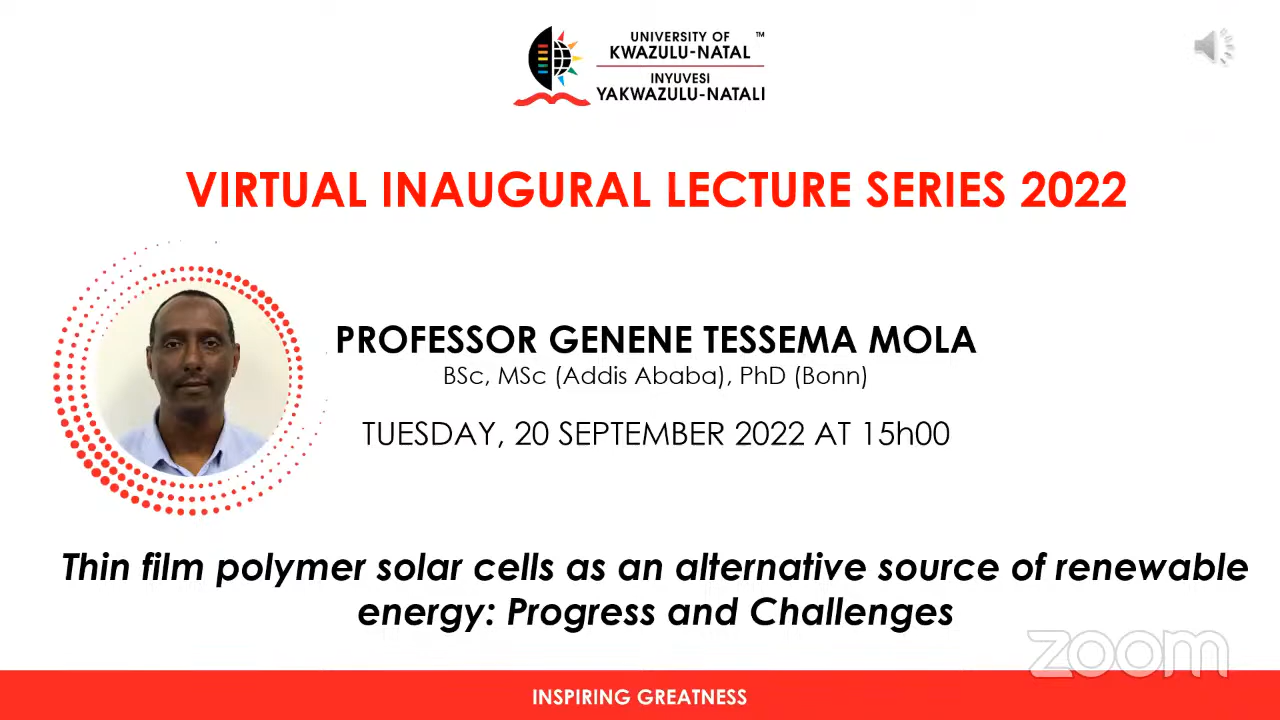 UNIVERSITY OF ™
KWAZULU-NATAL
INYUVESI
YAKWAZULU-NATALI
VIRTUAL INAUGURAL LECTURE SERIES 2022
PROFESSOR GENENE TESSEMA MOLA
BSc, MSc (Addis Ababa), PhD (Bonn)
TUESDAY, 20 SEPTEMBER 2022 AT 15h00
Thin film polymer solar cells as an alternative source of renewable
energy: Progress and Challenges
zoom
INSPIRING GREATNESS